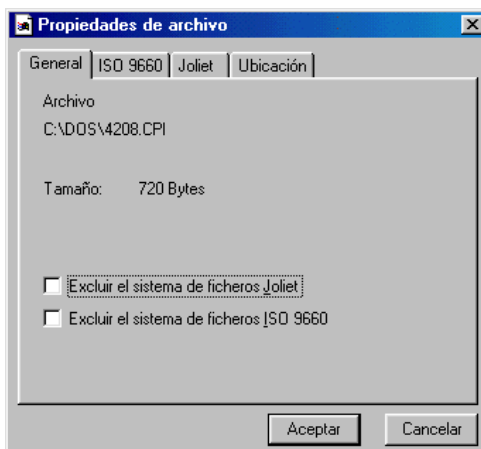 Propiedades de archivo
General ISO 9660 Joliet Ubicación
Archivo
C:\DOS\4208.CPI
Tamaño: 720 Bytes
Excluir el sistema de ficheros Joliet
Excluir el sistema de ficheros ISO 9660
Aceptar Cancelar